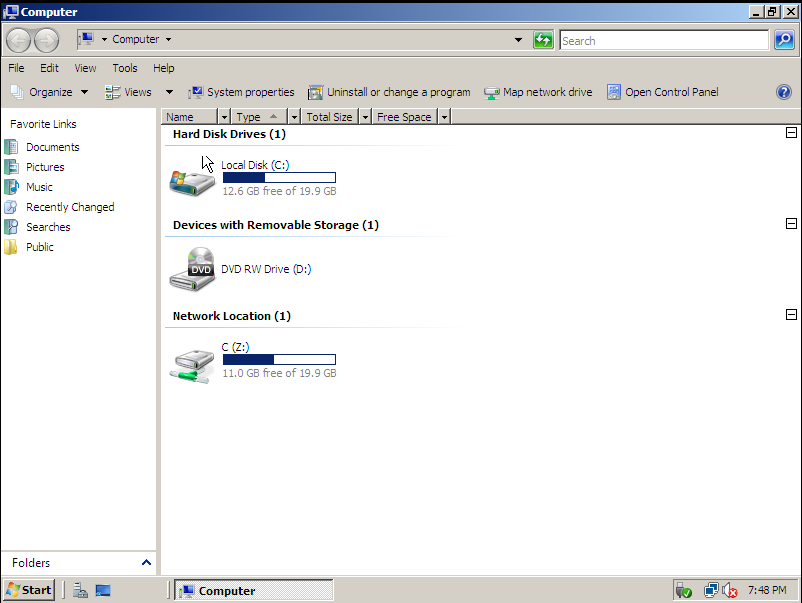 Computer
Computer
Search
File Edit View Tools Help
Organize Views System properties Uninstall or change a program Map network drive Open Control Panel
Favorite Links
Documents
Pictures
Music
Recently Changed
Searches
Public
Folders
Name Type Total Size Free Space
Hard Disk Drives (1)
Local Disk (C:)
12.6 GB free of 19.9 GB
Devices with Removable Storage (1)
DVD
DVD RW Drive (D:)
Network Location (1)
C (Z:)
11.0 GB free of 19.9 GB
Start Computer 7:48 PM